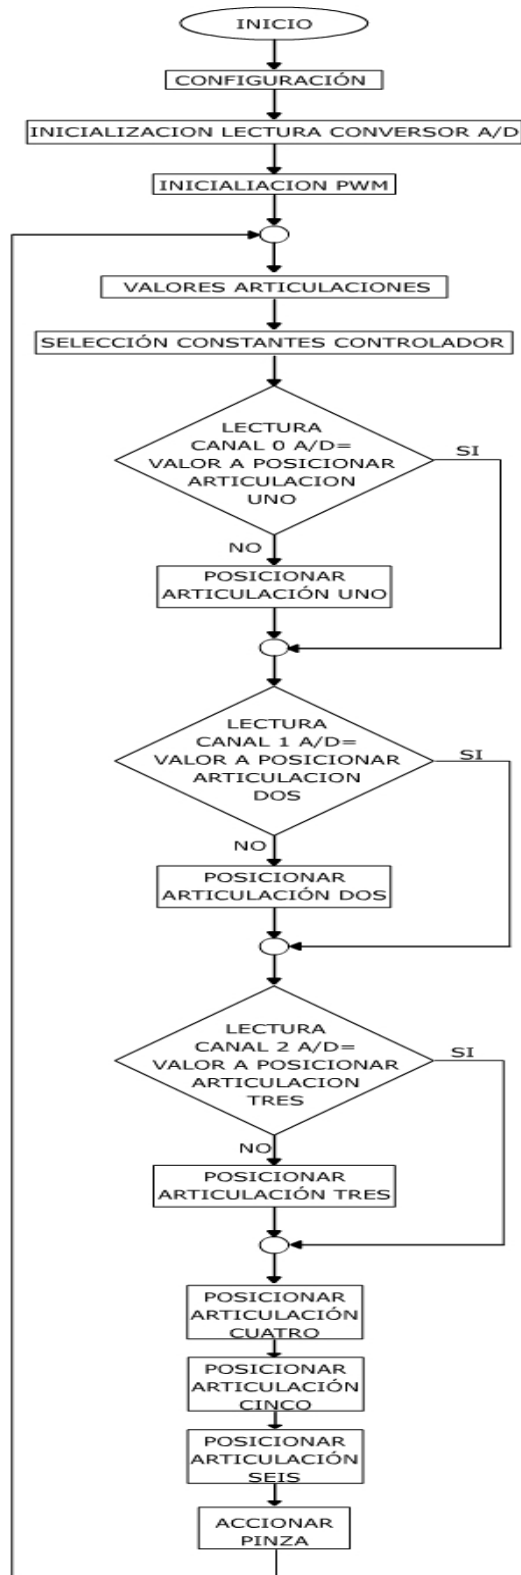 INICIO
CONFIGURACIÓN
INICIALIZACION LECTURA CONVERSOR A/D
INICIALIACION PWM
VALORES ARTICULACIONES
SELECCIÓN CONSTANTES CONTROLADOR
LECTURA
CANAL 0 A/D=
VALOR A POSICIONAR
ARTICULACION
UNO
SI
NO
POSICIONAR
ARTICULACIÓN UNO
LECTURA
CANAL 1 A/D=
VALOR A POSICIONAR
ARTICULACION
DOS
SI
NO
POSICIONAR
ARTICULACIÓN DOS
LECTURA
CANAL 2 A/D=
VALOR A POSICIONAR
ARTICULACION
TRES
SI
NO
POSICIONAR
ARTICULACIÓN TRES
POSICIONAR
ARTICULACIÓN
CUATRO
POSICIONAR
ARTICULACIÓN
CINCO
POSICIONAR
ARTICULACIÓN
SEIS
ACCIONAR
PINZA